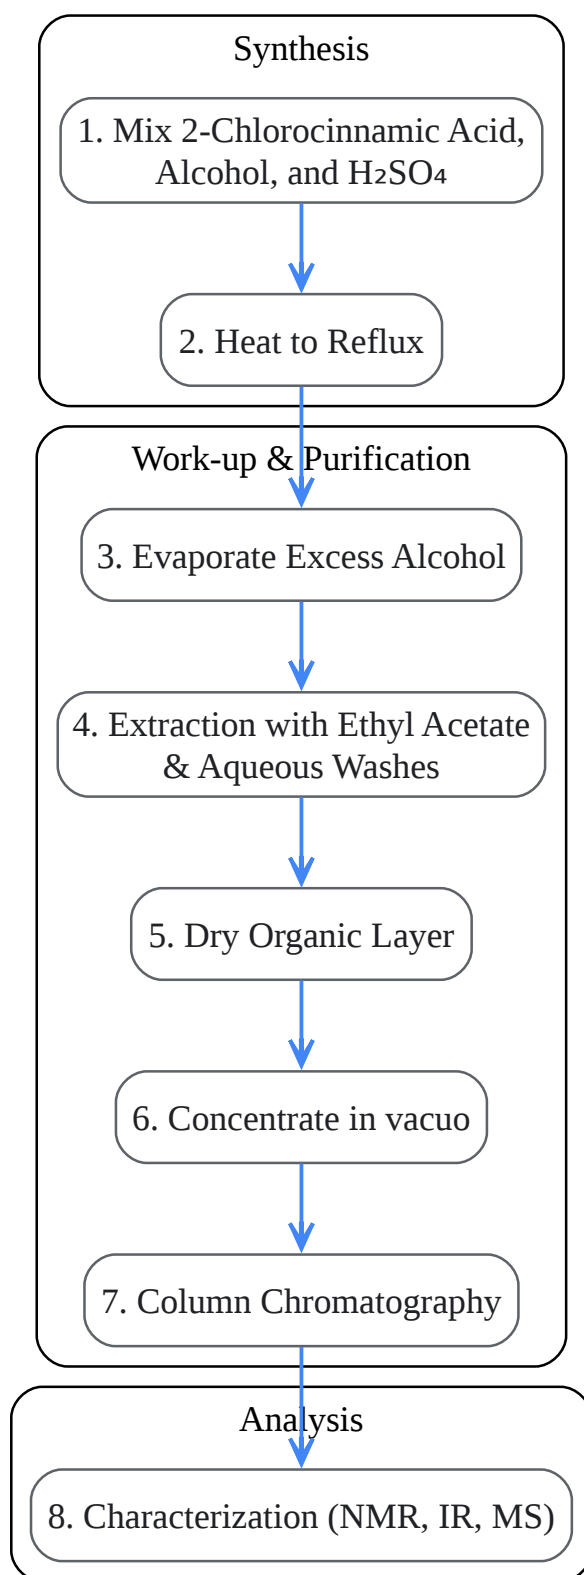 Synthesis
1. Mix 2-Chlorocinnamic Acid,
Alcohol, and H₂SO₄
2. Heat to Reflux
Work-up & Purification
3. Evaporate Excess Alcohol
4. Extraction with Ethyl Acetate
& Aqueous Washes
5. Dry Organic Layer
6. Concentrate in vacuo
7. Column Chromatography
Analysis
8. Characterization (NMR, IR, MS)